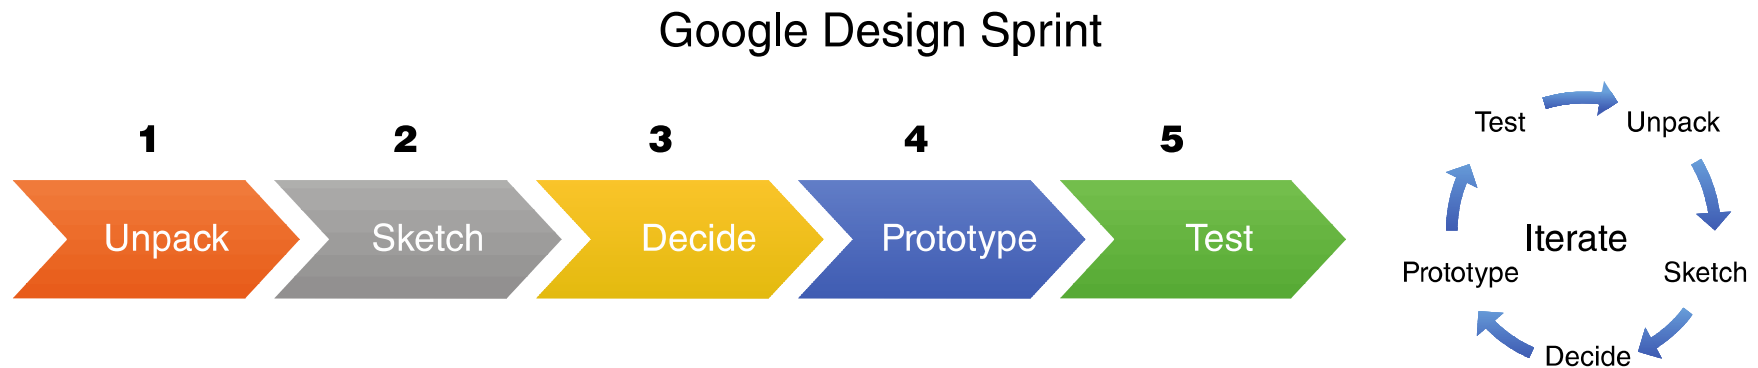 Google Design Sprint
1 2 3 4 5
Unpack Sketch Decide Prototype Test
Test Unpack
Iterate
Prototype Sketch
Decide